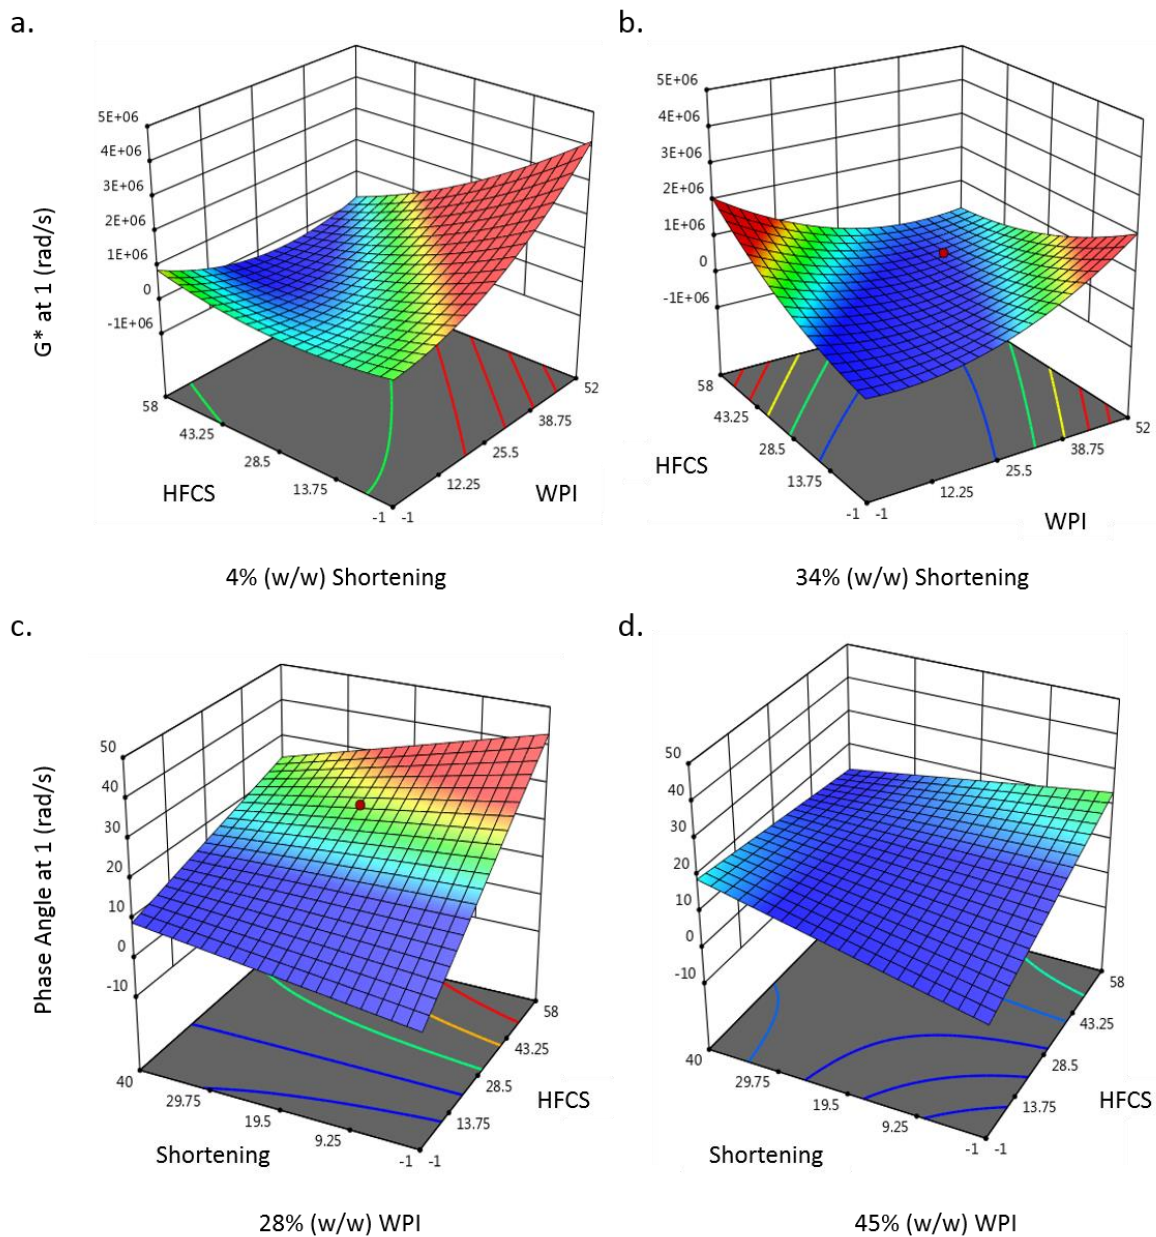 a.
5E+06
4E+06
3E+06
2E+06
1E+06
0
-1E+06
G* at 1 (rad/s)
58
43.25
28.5
13.75
-1
HFCS
-1
12.25
25.5
38.75
52
WPI
4% (w/w) Shortening
b.
5E+06
4E+06
3E+06
2E+06
1E+06
0
-1E+06
58
43.25
28.5
13.75
-1
HFCS
-1
12.25
25.5
38.75
52
WPI
34% (w/w) Shortening
c.
50
40
30
20
10
0
-10
Phase Angle at 1 (rad/s)
40
29.75
19.5
9.25
-1
Shortening
-1
13.75
28.5
43.25
58
HFCS
28% (w/w) WPI
d.
50
40
30
20
10
0
-10
40
29.75
19.5
9.25
-1
Shortening
-1
13.75
28.5
43.25
58
HFCS
45% (w/w) WPI